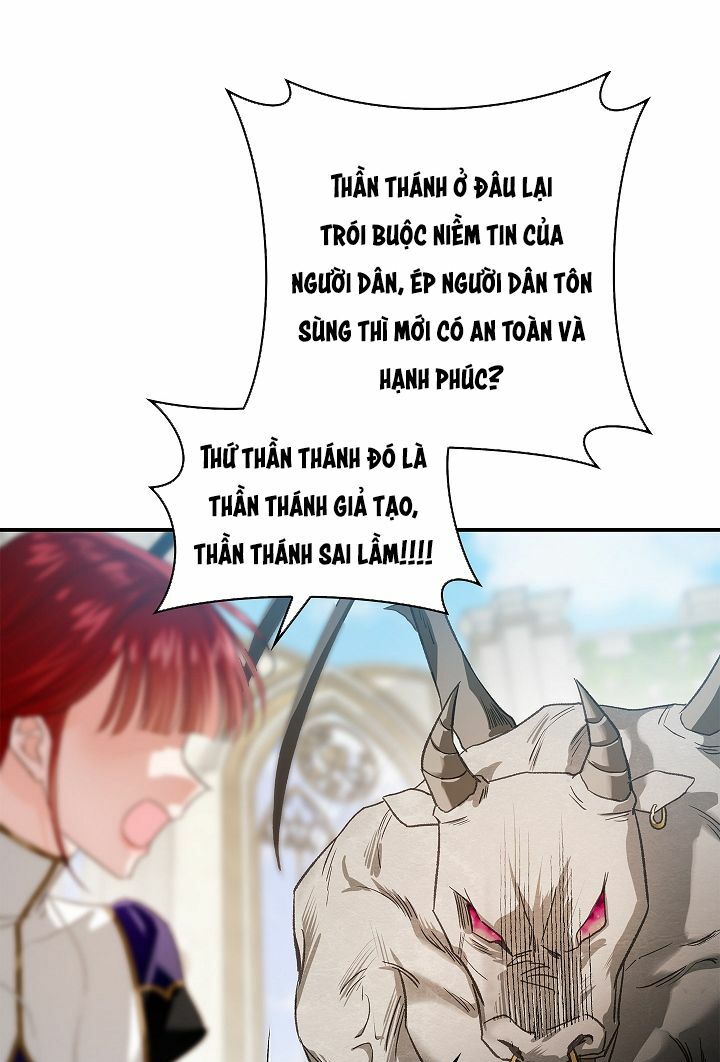 THẦN THÁNH Ở ĐÂU LẠI
TRÓI BUỘC NIỀM TIN CỦA
NGƯỜI DÂN, ÉP NGƯỜI DÂN TÔN
SÙNG THÌ MỚI CÓ AN TOÀN VÀ
HẠNH PHÚC?
THỨ THẦN THÁNH ĐÓ LÀ
THẦN THÁNH GIẢ TẠO,
THẦN THÁNH SAI LẦM!!!!